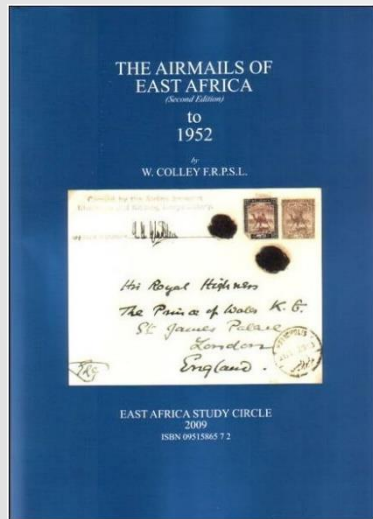 THE AIRMAILS OF
EAST AFRICA
(Second Edition)
to
1952
by
W. COLLEY F.R.P.S.L.
His Royal Highness
The Prince of Wales K. G.
St. James Palace
London
England.
EAST AFRICA STUDY CIRCLE
2009
ISBN 09515865 7 2